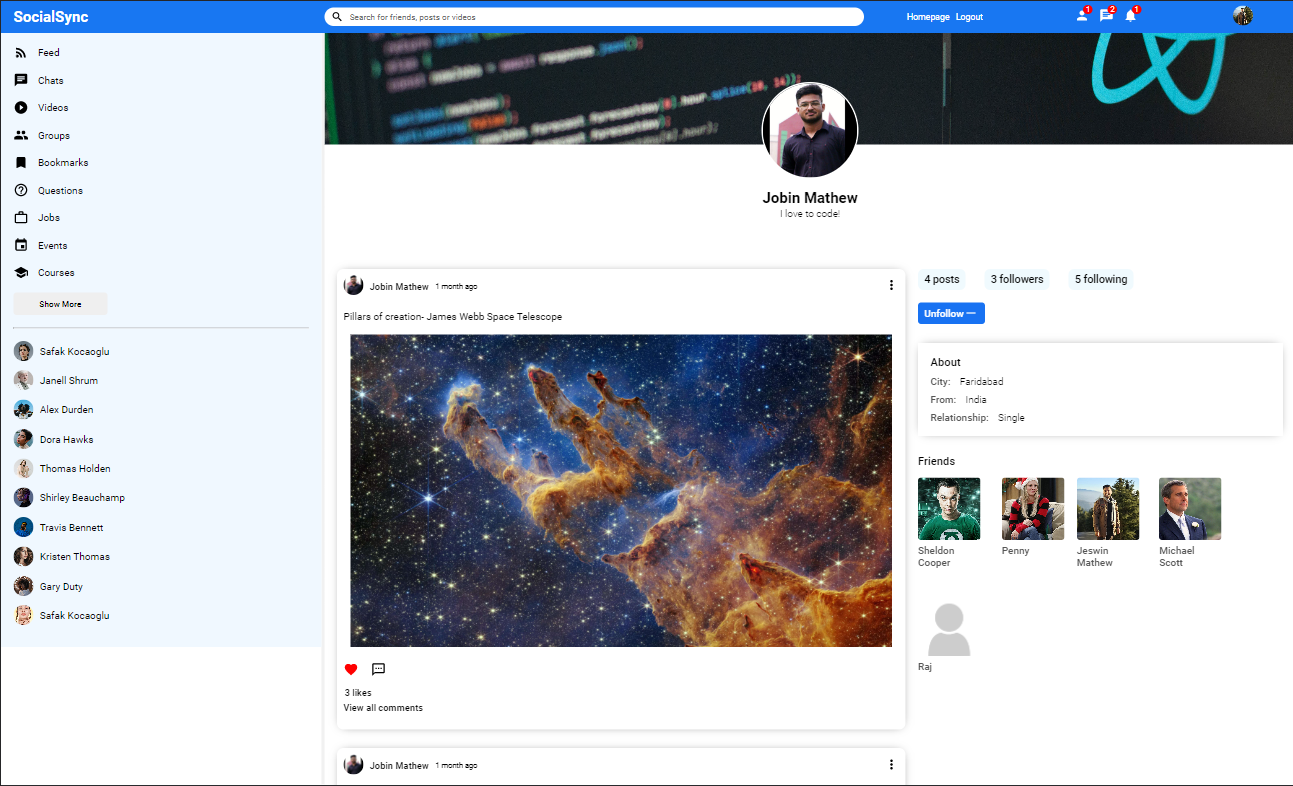 SocialSync
Search for friends, posts or videos
Homepage Logout
1
2
1
Feed
Chats
Videos
Groups
Bookmarks
Questions
Jobs
Events
Courses
Show More
Safak Kocaoglu
Janell Shrum
Alex Durden
Dora Hawks
Thomas Holden
Shirley Beauchamp
Travis Bennett
Kristen Thomas
Gary Duty
Safak Kocaoglu
Jobin Mathew
I love to code!
Jobin Mathew 1 month ago
Pillars of creation- James Webb Space Telescope
3 likes
View all comments
Jobin Mathew 1 month ago
4 posts 3 followers 5 following
Unfollow
About
City: Faridabad
From: India
Relationship: Single
Friends
Sheldon
Cooper
Penny
Jeswin
Mathew
Michael
Scott
Raj